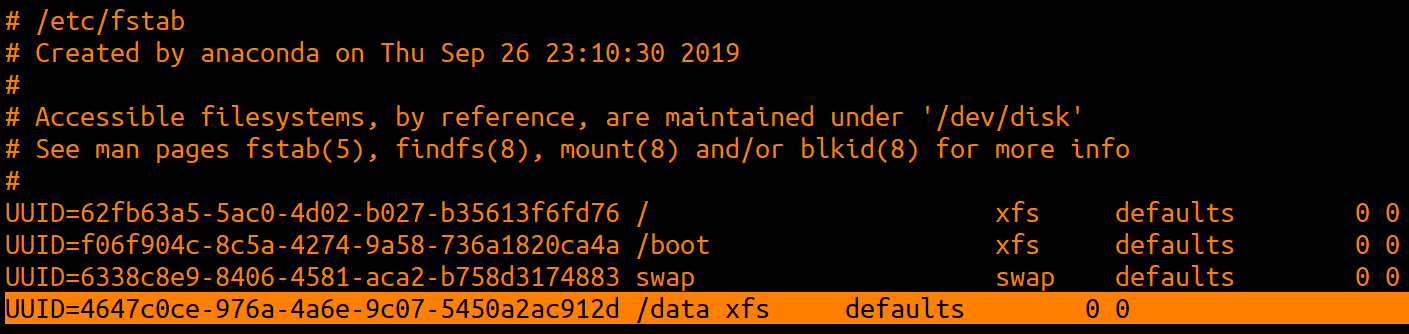 # /etc/fstab
# Created by anaconda on Thu Sep 26 23:10:30 2019
#
# Accessible filesystems, by reference, are maintained under '/dev/disk'
# See man pages fstab(5), findfs(8), mount(8) and/or blkid(8) for more info
#
UUID=62fb63a5-5ac0-4d02-b027-b35613f6fd76 /                       xfs     defaults        0 0
UUID=f06f904c-8c5a-4274-9a58-736a1820ca4a /boot                   xfs     defaults        0 0
UUID=6338c8e9-8406-4581-aca2-b758d3174883 swap                    swap    defaults        0 0
UUID=4647c0ce-976a-4a6e-9c07-5450a2ac912d /data xfs     defaults        0 0